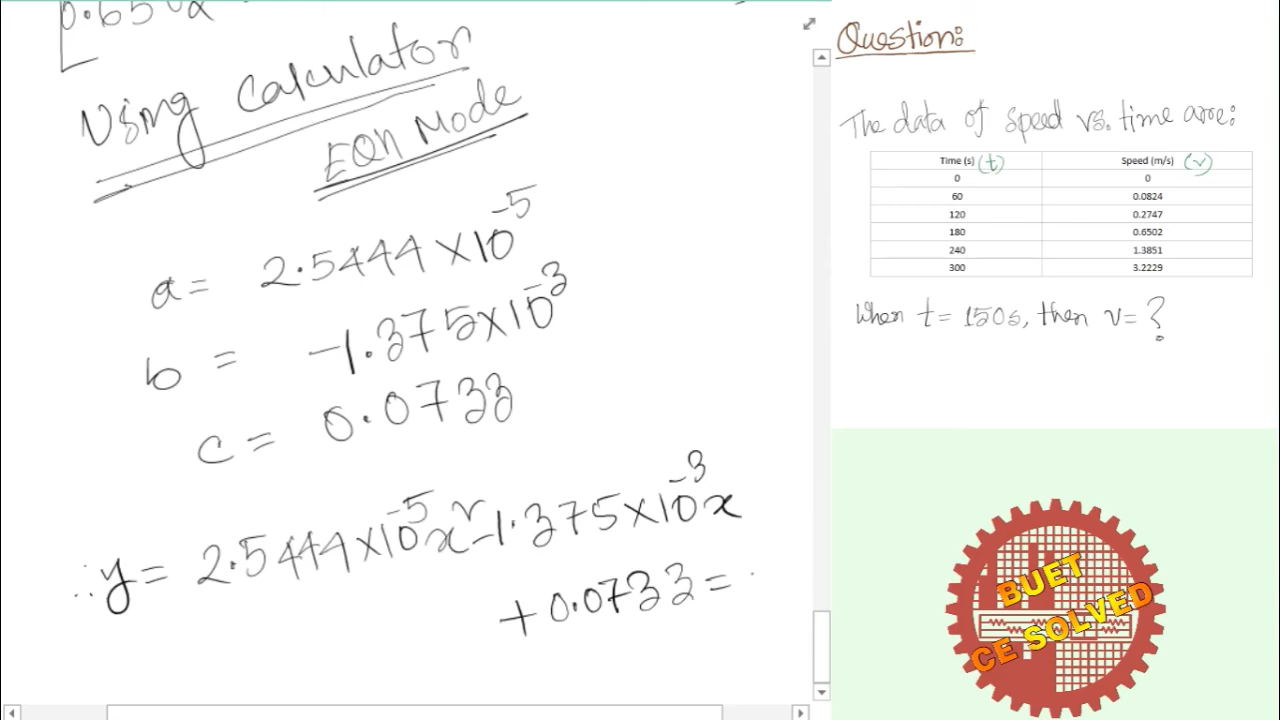 Using Calculator
EQn Mode
a = 2.5444 × 10⁻⁵
b = -1.375 × 10⁻³
c = 0.0733
∴ y = 2.5444 × 10⁻⁵ x² - 1.375 × 10⁻³ x
+ 0.0733 =
Question:
The data of speed vs. time are:
Time (s) (t) Speed (m/s) (v)
0 0
60 0.0824
120 0.2747
180 0.6502
240 1.3851
300 3.2229
When t = 150s, then v = ?
BUET
CE SOLVED